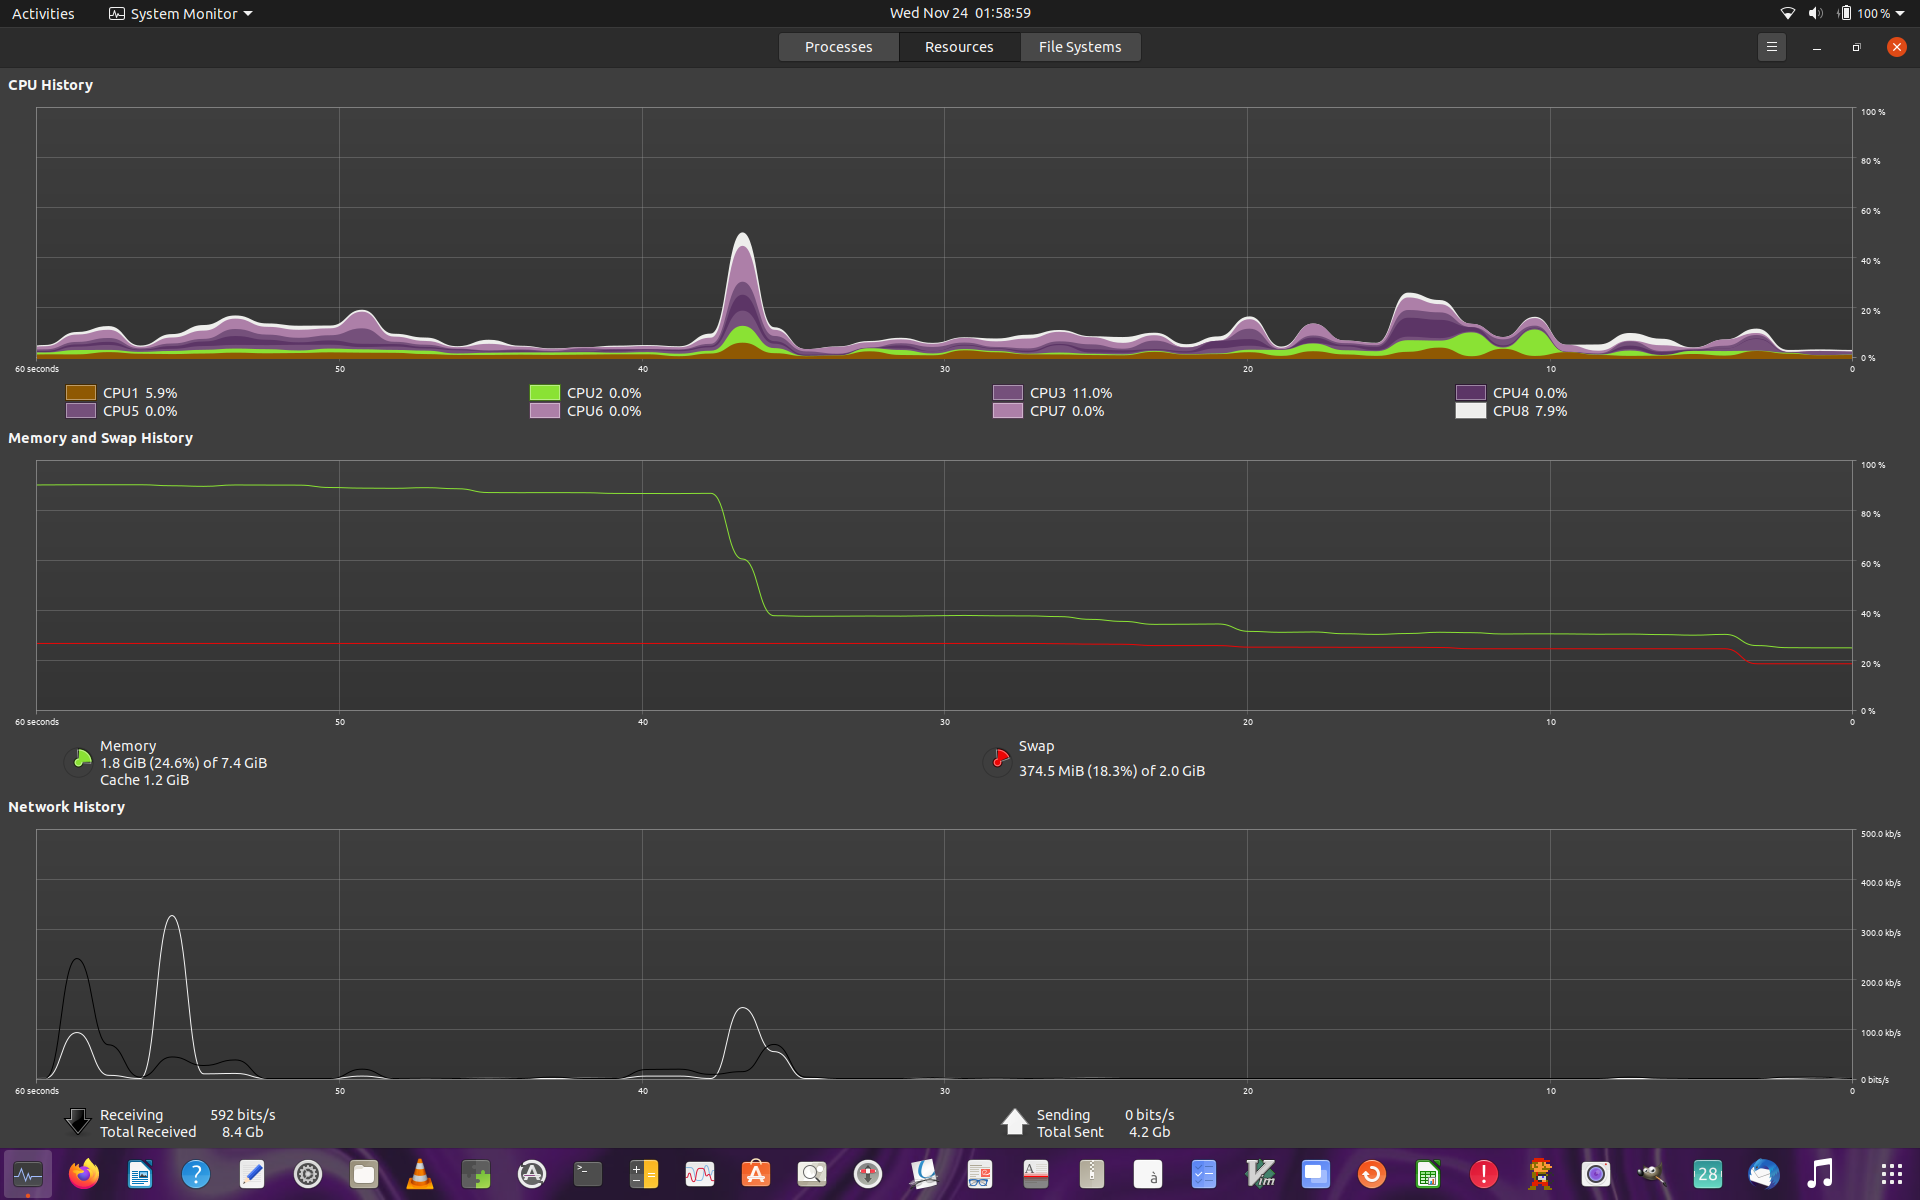 Activities System Monitor Wed Nov 24 01:58:59 100 %
Processes Resources File Systems
CPU History
100 %
80 %
60 %
40 %
20 %
0 %
60 seconds 50 40 30 20 10 0
CPU1 5.9% CPU2 0.0% CPU3 11.0% CPU4 0.0%
CPU5 0.0% CPU6 0.0% CPU7 0.0% CPU8 7.9%
Memory and Swap History
100 %
80 %
60 %
40 %
20 %
0 %
60 seconds 50 40 30 20 10 0
Memory
1.8 GiB (24.6%) of 7.4 GiB
Cache 1.2 GiB
Swap
374.5 MiB (18.3%) of 2.0 GiB
Network History
500.0 kb/s
400.0 kb/s
300.0 kb/s
200.0 kb/s
100.0 kb/s
0 bits/s
60 seconds 50 40 30 20 10 0
Receiving 592 bits/s
Total Received 8.4 Gb
Sending 0 bits/s
Total Sent 4.2 Gb
? >_ A à Vim ! 28